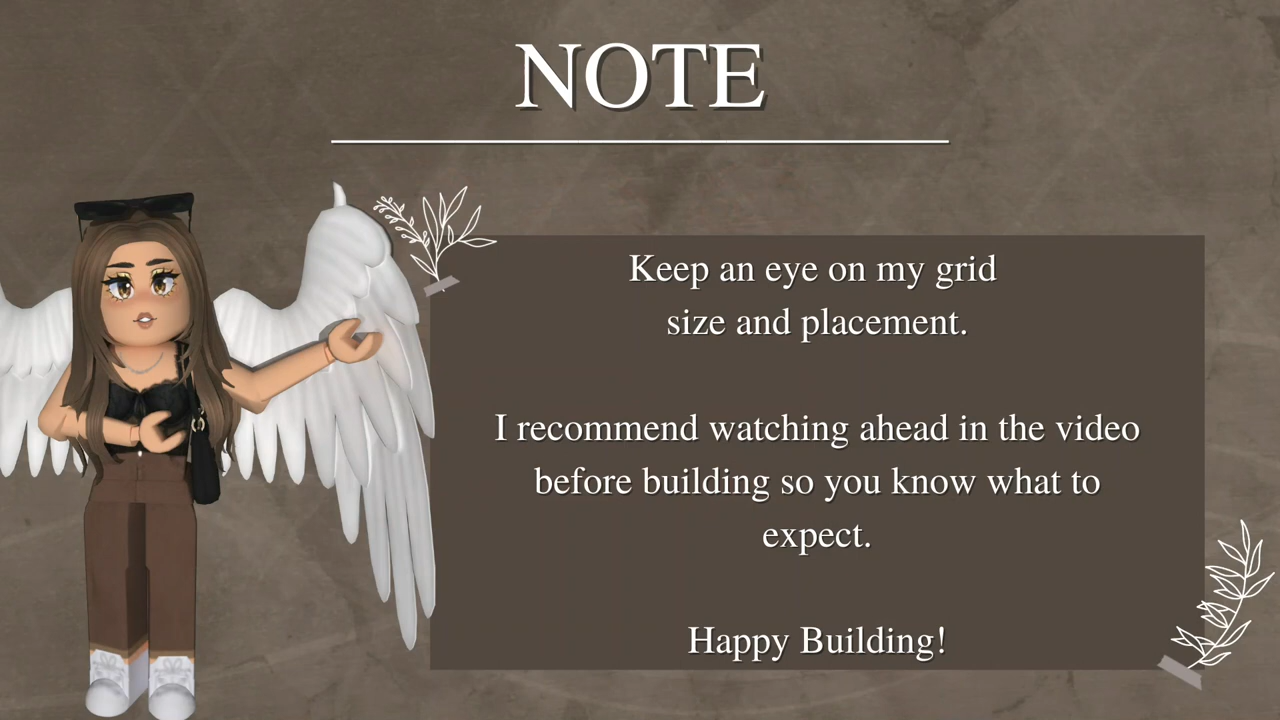 NOTE
Keep an eye on my grid
size and placement.
I recommend watching ahead in the video
before building so you know what to
expect.
Happy Building!